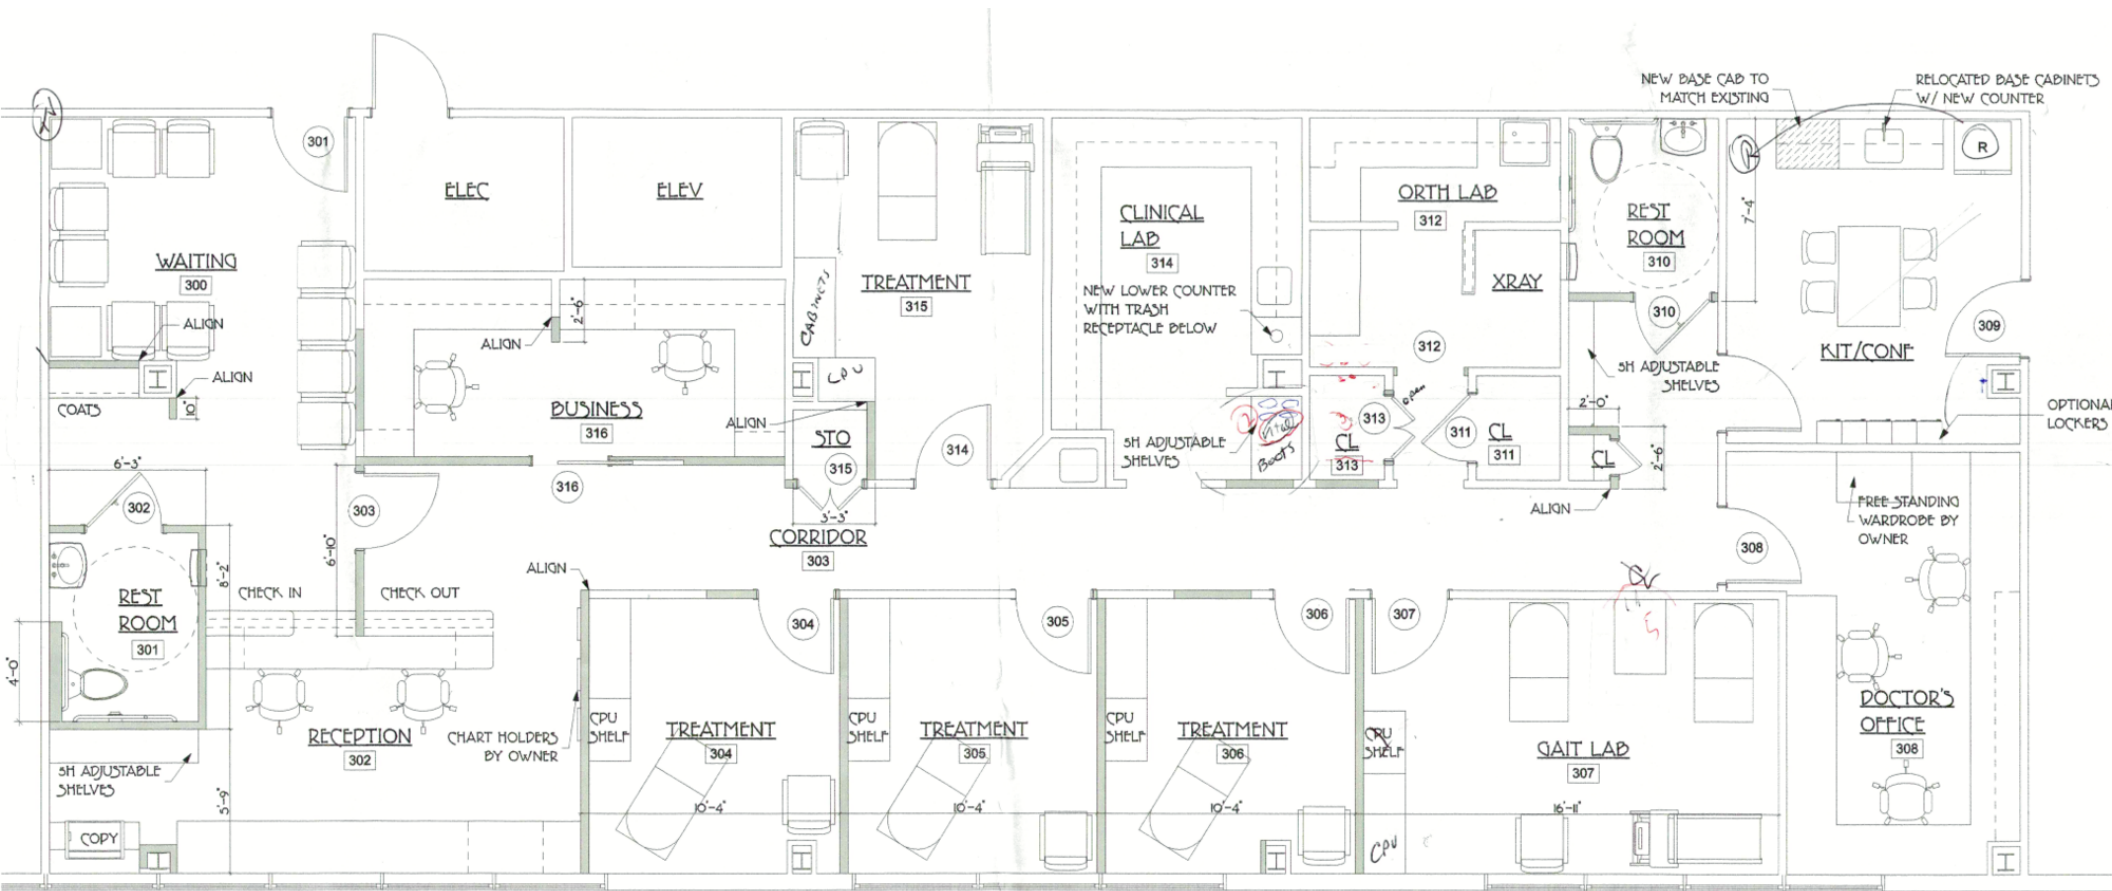 NEW BASE CAB TO
MATCH EXISTING
RELOCATED BASE CABINETS
W/ NEW COUNTER
301
ELEC
ELEV
R
WAITING
300
ALIGN
ALIGN
COATS
10"
2'-6"
ALIGN
BUSINESS
316
ALIGN
CABINETS
TREATMENT
315
CPU
STO
315
3'-3"
314
CLINICAL
LAB
314
NEW LOWER COUNTER
WITH TRASH
RECEPTACLE BELOW
5H ADJUSTABLE
SHELVES
2
Boots
ORTH LAB
312
XRAY
312
open
3
313
CL
313
311
CL
311
REST
ROOM
310
310
5H ADJUSTABLE
SHELVES
2'-0"
CL
2'-6"
ALIGN
7'-4"
KIT/CONF
309
OPTIONAL
LOCKERS
6'-3"
302
303
6'-10"
316
CORRIDOR
303
308
FREE STANDING
WARDROBE BY
OWNER
REST
ROOM
301
8'-2"
4'-0"
CHECK IN
CHECK OUT
ALIGN
RECEPTION
302
CHART HOLDERS
BY OWNER
5H ADJUSTABLE
SHELVES
5'-9"
COPY
304
CPU
SHELF
TREATMENT
304
10'-4"
305
CPU
SHELF
TREATMENT
305
10'-4"
306
CPU
SHELF
TREATMENT
306
10'-4"
307
CPU
SHELF
CPU
5
GAIT LAB
307
16'-11"
DOCTOR'S
OFFICE
308